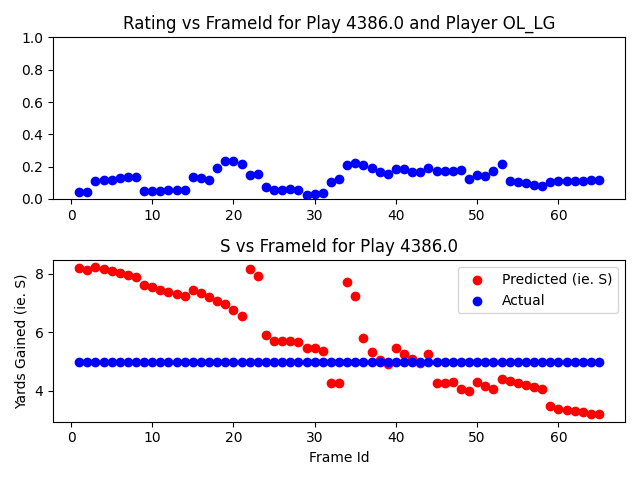 Rating vs FrameId for Play 4386.0 and Player OL_LG
1.0
0.8
0.6
0.4
0.2
0.0
0 10 20 30 40 50 60
S vs FrameId for Play 4386.0
Yards Gained (ie. S)
8
6
4
Predicted (ie. S)
Actual
0 10 20 30 40 50 60
Frame Id